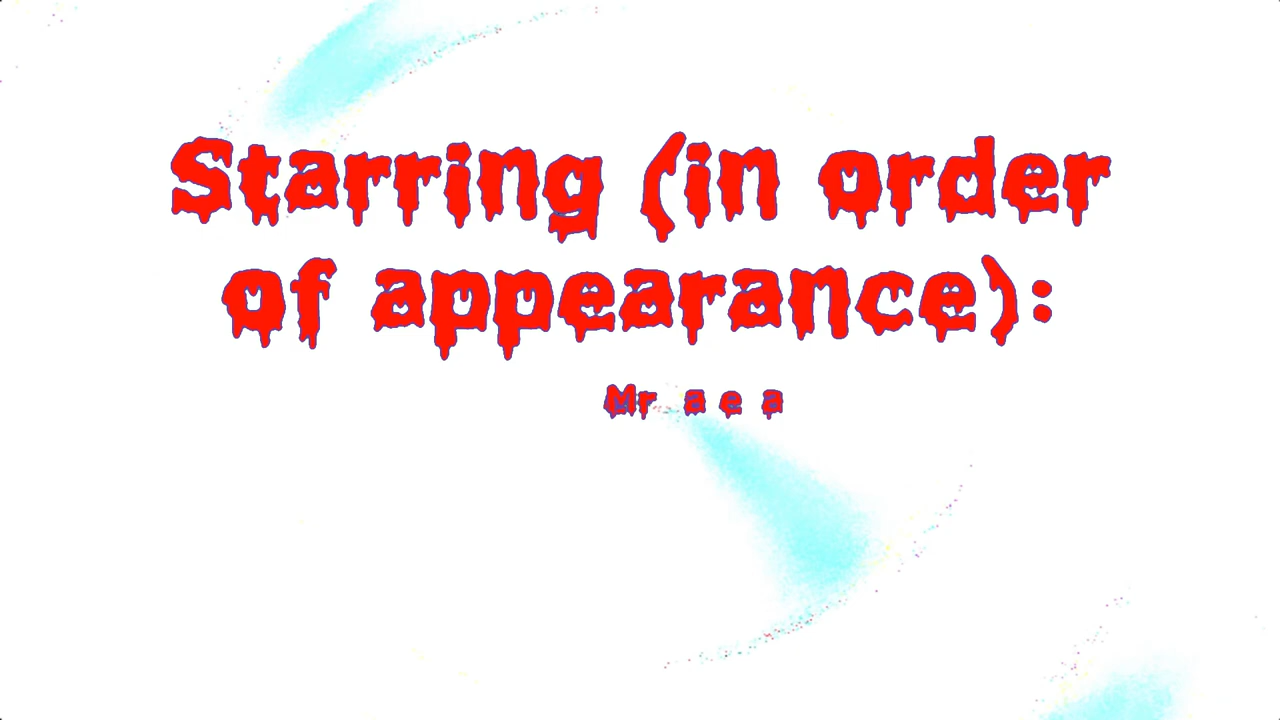 Starring (in order
of appearance):
Mr a e a